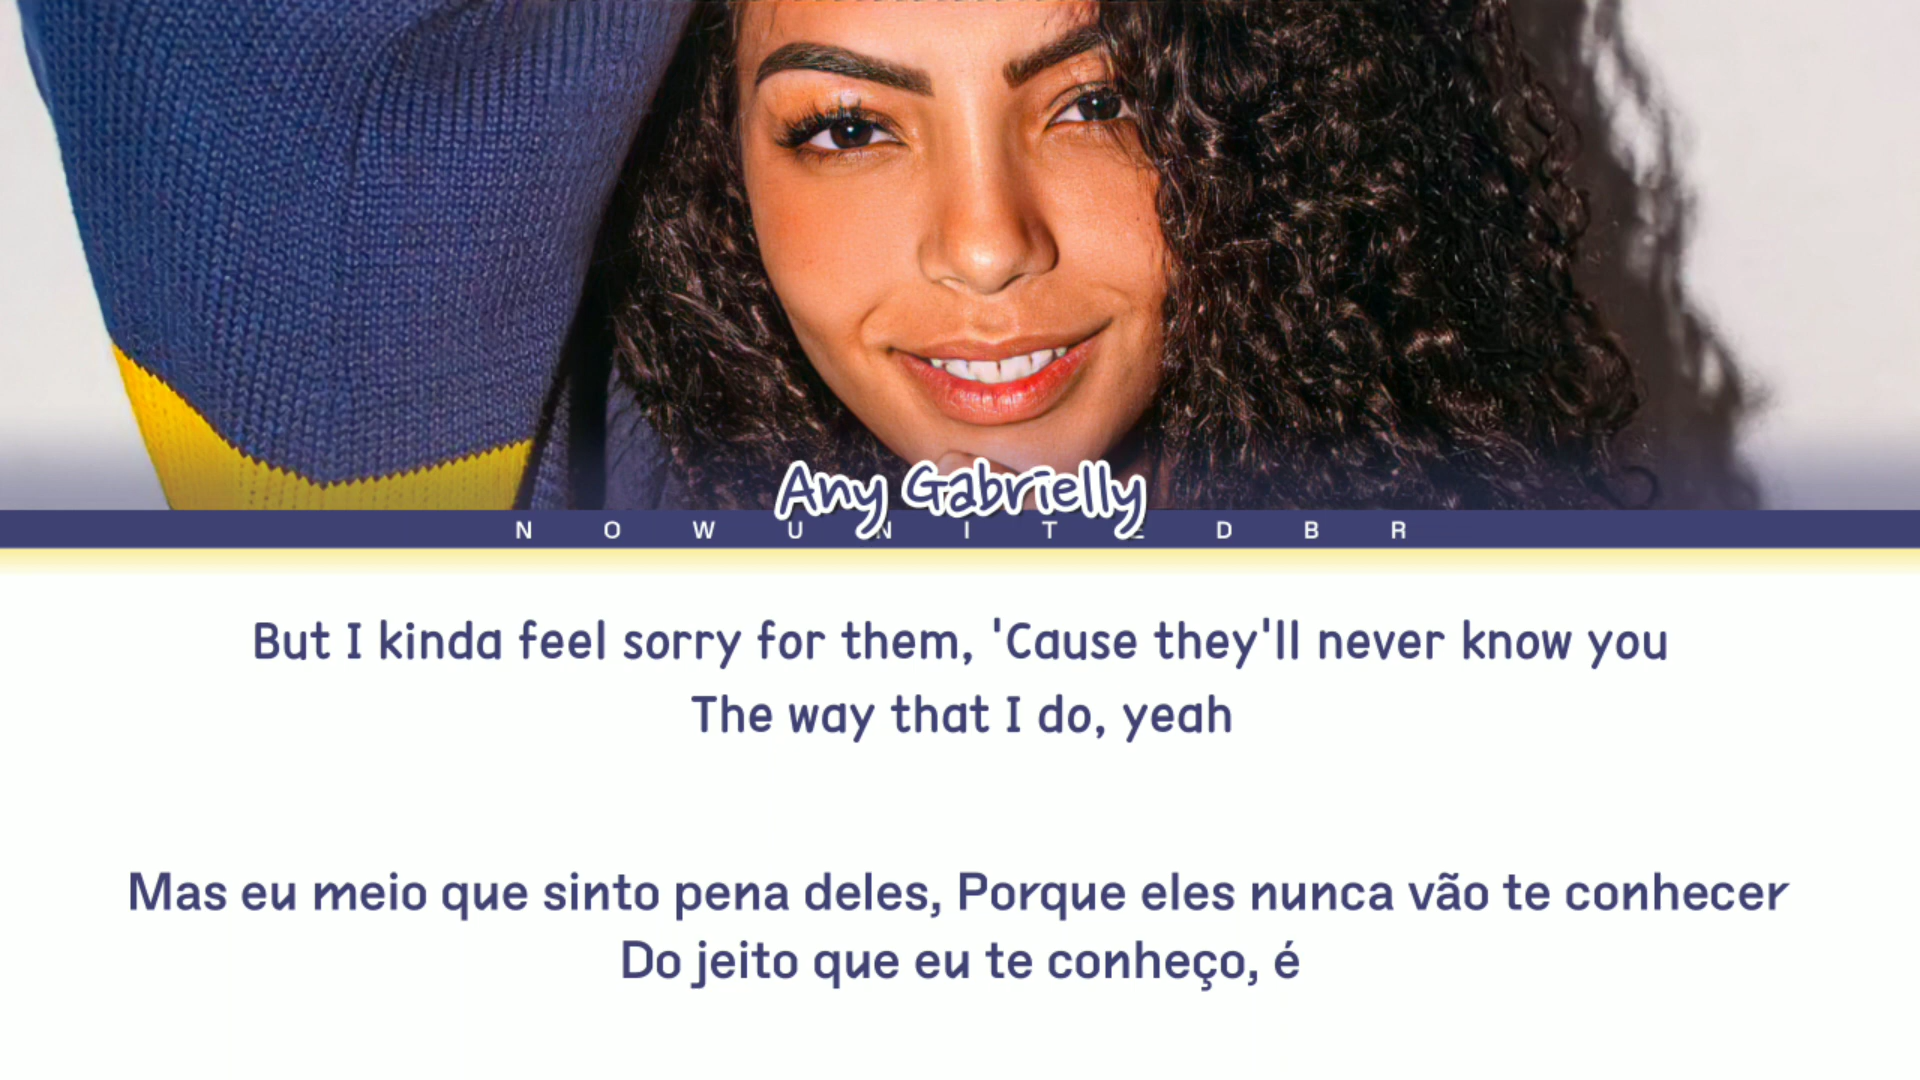 Any Gabrielly
NOWUNITEDBR
But I kinda feel sorry for them, 'Cause they'll never know you
The way that I do, yeah
Mas eu meio que sinto pena deles, Porque eles nunca vão te conhecer
Do jeito que eu te conheço, é